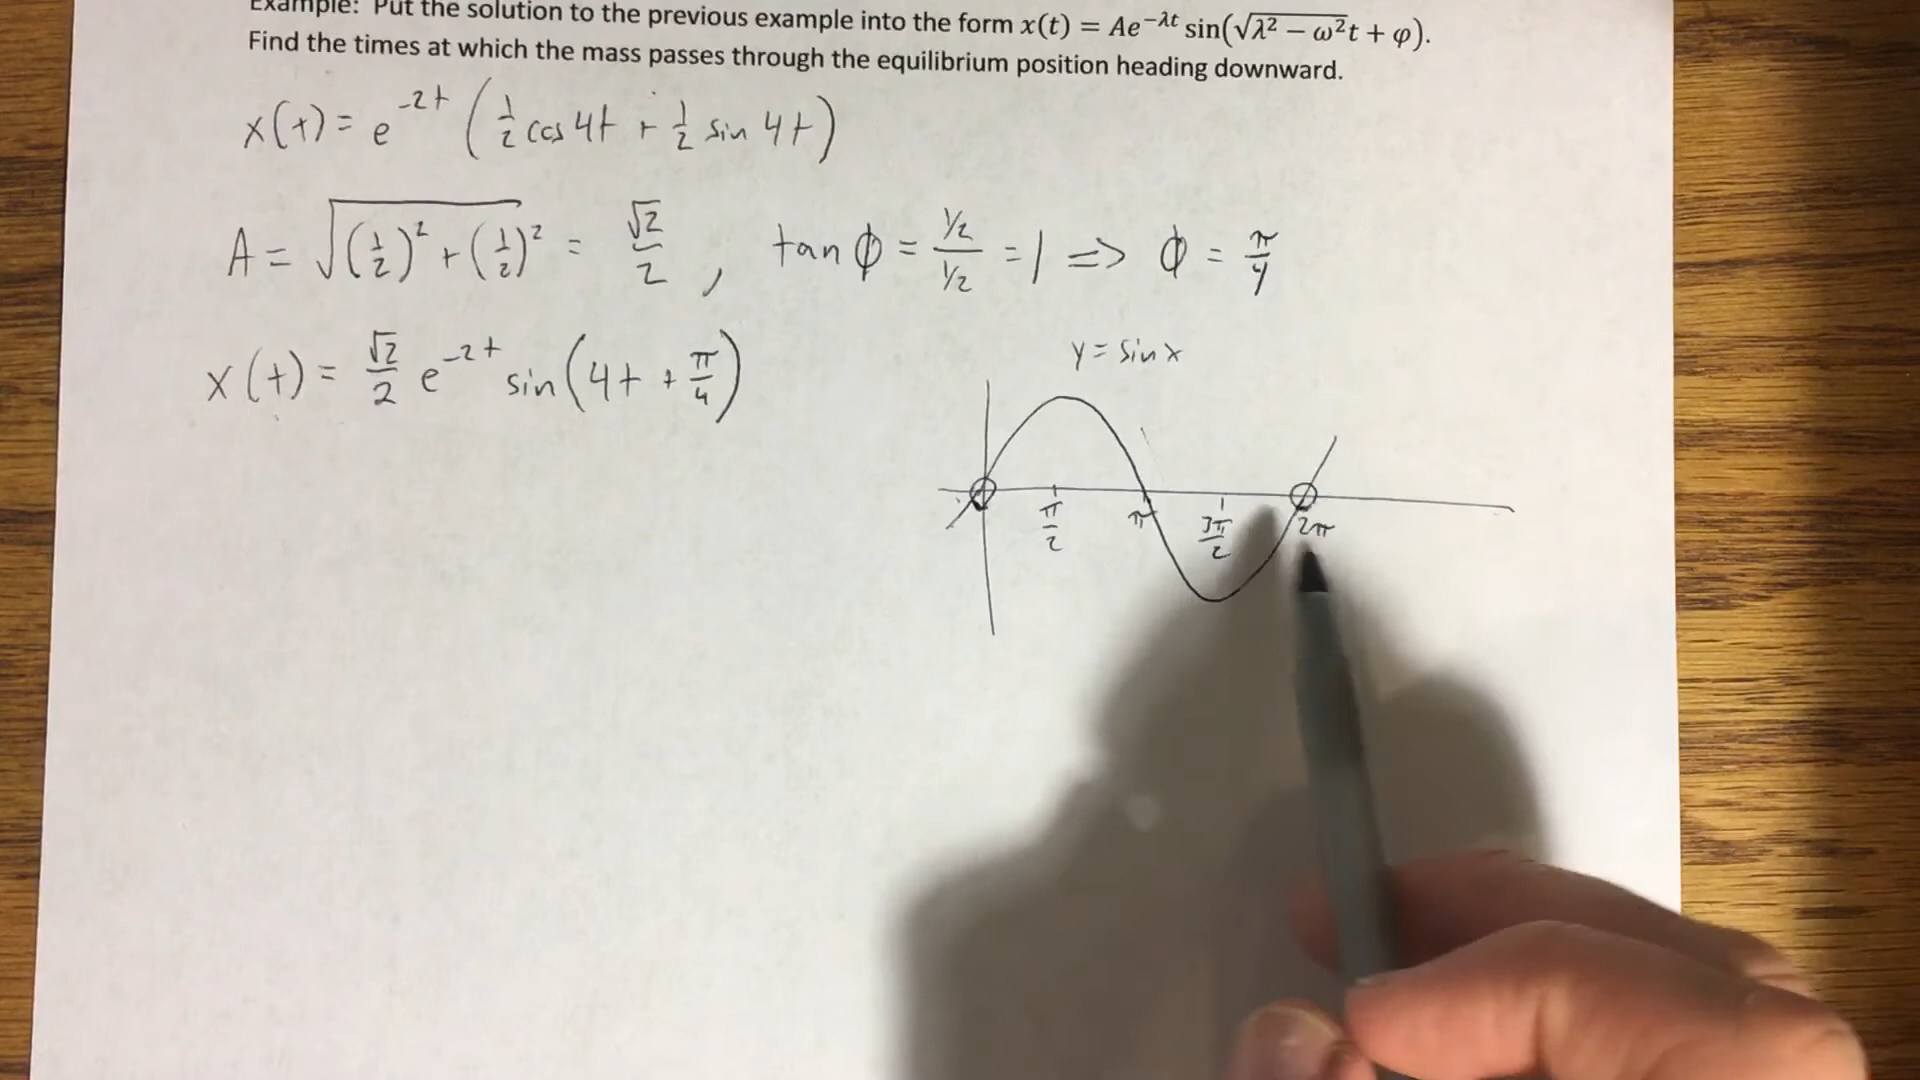 Example: Put the solution to the previous example into the form x(t) = Ae^{−λt} sin(√(λ² − ω²)t + φ).
Find the times at which the mass passes through the equilibrium position heading downward.
x(t) = e^{-2t} (1/2 cos 4t + 1/2 sin 4t)
A = √((1/2)² + (1/2)²) = √2/2 , tan ϕ = (1/2)/(1/2) = 1 => ϕ = π/4
x(t) = √2/2 e^{-2t} sin(4t + π/4)
y = sin x
π/2 π 3π/2 2π